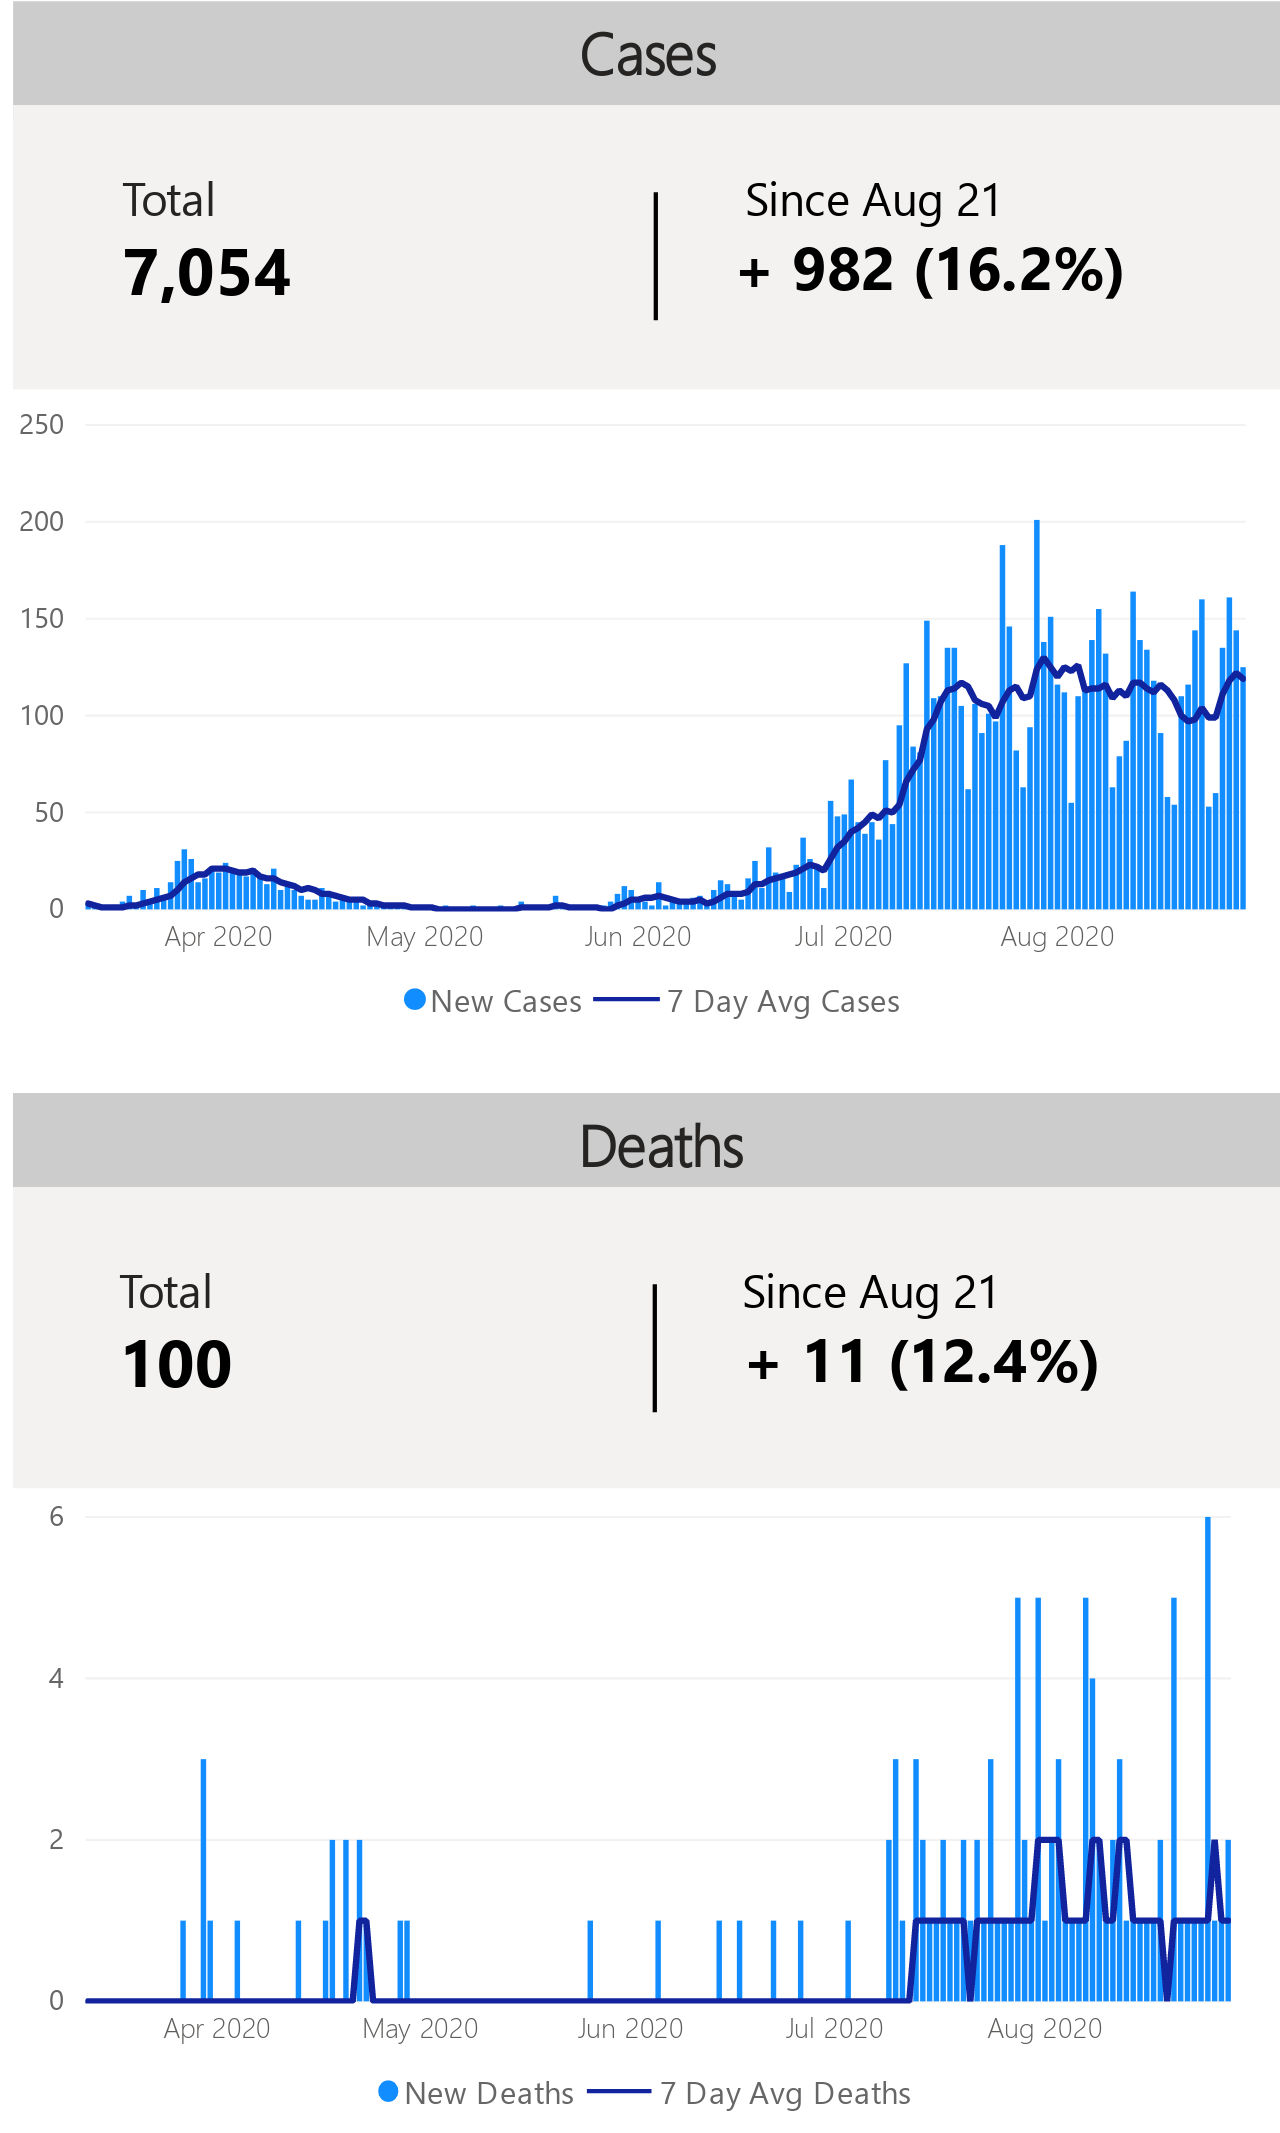 Cases
Total
Since Aug 21
7,054
+ 982 (16.2%)
250
200
150
100
50
0
Apr 2020 May 2020 Jun 2020 Jul 2020 Aug 2020
New Cases 7 Day Avg Cases
Deaths
Total
Since Aug 21
100
+ 11 (12.4%)
6
4
2
0
Apr 2020 May 2020 Jun 2020 Jul 2020 Aug 2020
New Deaths 7 Day Avg Deaths